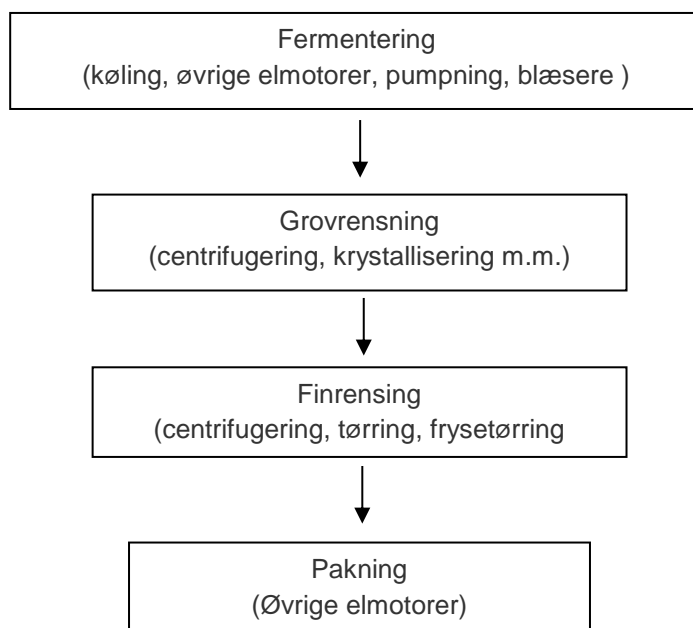 Fermentering
(køling, øvrige elmotorer, pumpning, blæsere )
Grovrensning
(centrifugering, krystallisering m.m.)
Finrensing
(centrifugering, tørring, frysetørring
Pakning
(Øvrige elmotorer)